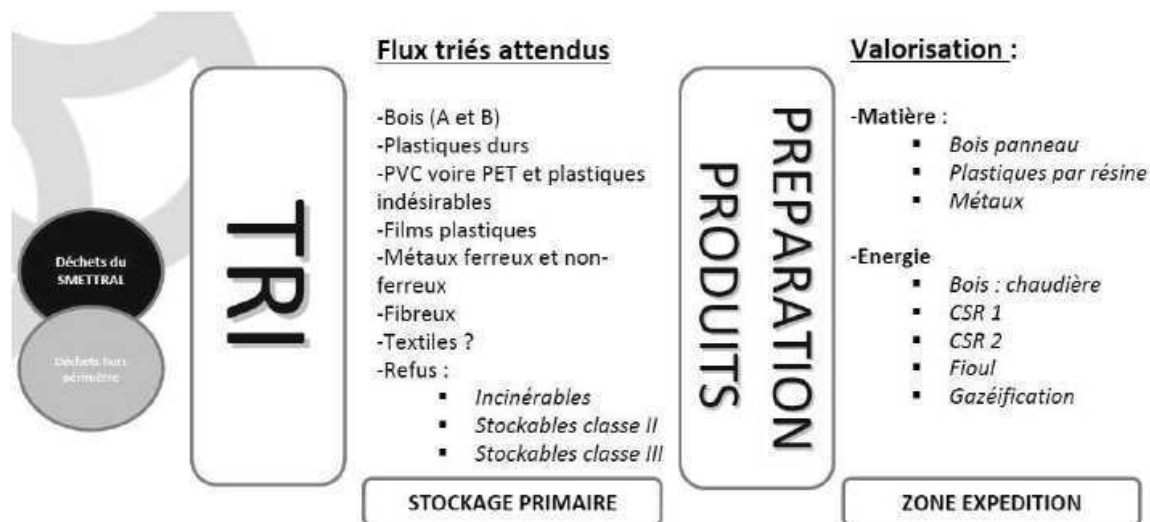 Déchets du
SMETTRAL
Déchets hors
périmètre
TRI
Flux triés attendus
-Bois (A et B)
-Plastiques durs
-PVC voire PET et plastiques
indésirables
-Films plastiques
-Métaux ferreux et non-
ferreux
-Fibreux
-Textiles ?
-Refus :
▪ Incinérables
▪ Stockables classe II
▪ Stockables classe III
STOCKAGE PRIMAIRE
PREPARATION
PRODUITS
Valorisation :
-Matière :
▪ Bois panneau
▪ Plastiques par résine
▪ Métaux
-Energie
▪ Bois : chaudière
▪ CSR 1
▪ CSR 2
▪ Fioul
▪ Gazéification
ZONE EXPEDITION